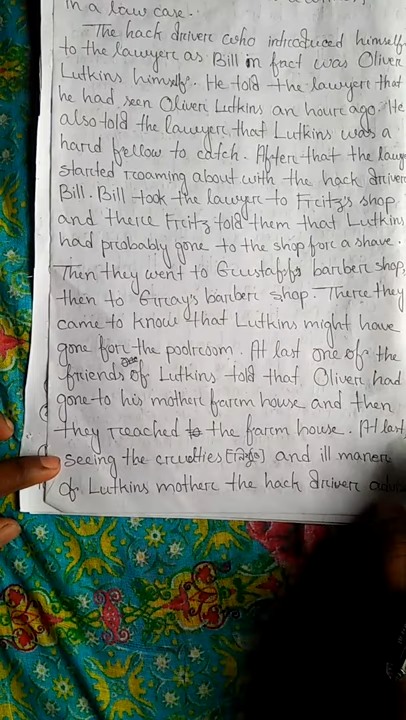 in a law case.
The hack driver who introduced himself
to the lawyer as Bill in fact was Oliver
Lutkins himself. He told the lawyer that
he had seen Oliver Lutkins an hour ago. He
also told the lawyer that Lutkins was a
hard fellow to catch. After that the lawy
started roaming about with the hack driver
Bill. Bill took the lawyer to Fritz's shop
and there Fritz told them that Lutkins
had probably gone to the shop for a shave.
Then they went to Gustaff's barber shop,
then to Gray's barber shop. There they
came to know that Lutkins might have
gone for the poolroom. At last one of the
friends of Lutkins told that Oliver had
gone to his mother farm house and then
they reached to the farm house. At last
seeing the cruelties and ill maner
of Lutkins mother the hack driver